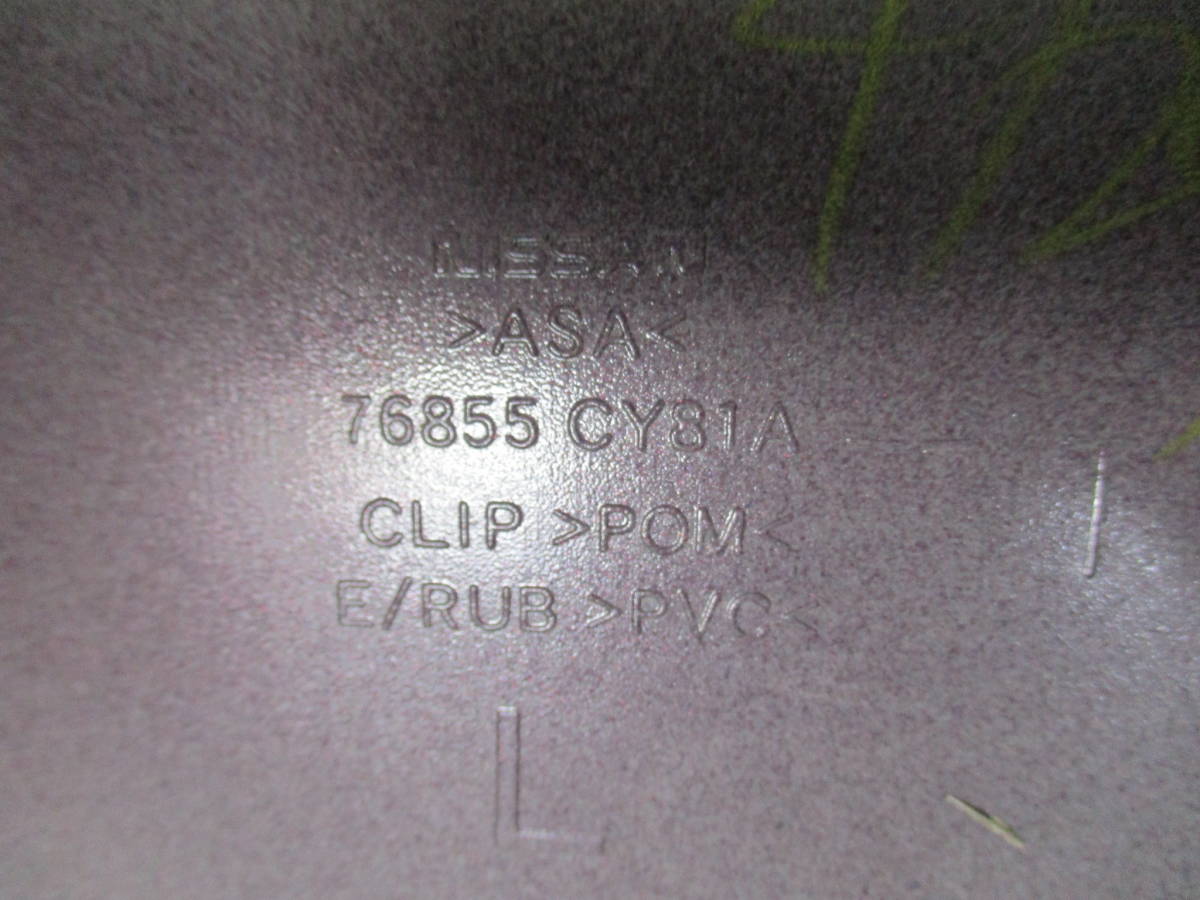 NISSAN
>ASA<
76855 CY81A
CLIP >POM<
E/RUB >PVC<
L